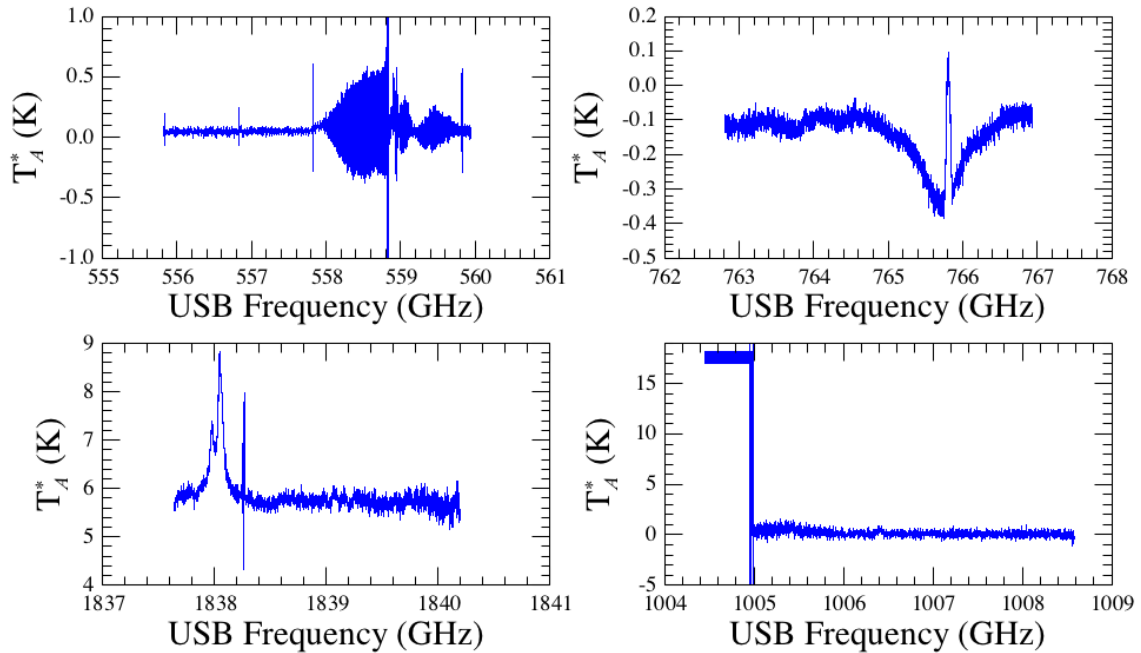 1.0
0.5
0.0
-0.5
-1.0
T*A (K)
555 556 557 558 559 560 561
USB Frequency (GHz)
0.2
0.1
0.0
-0.1
-0.2
-0.3
-0.4
-0.5
T*A (K)
762 763 764 765 766 767 768
USB Frequency (GHz)
9
8
7
6
5
4
T*A (K)
1837 1838 1839 1840 1841
USB Frequency (GHz)
15
10
5
0
-5
T*A (K)
1004 1005 1006 1007 1008 1009
USB Frequency (GHz)